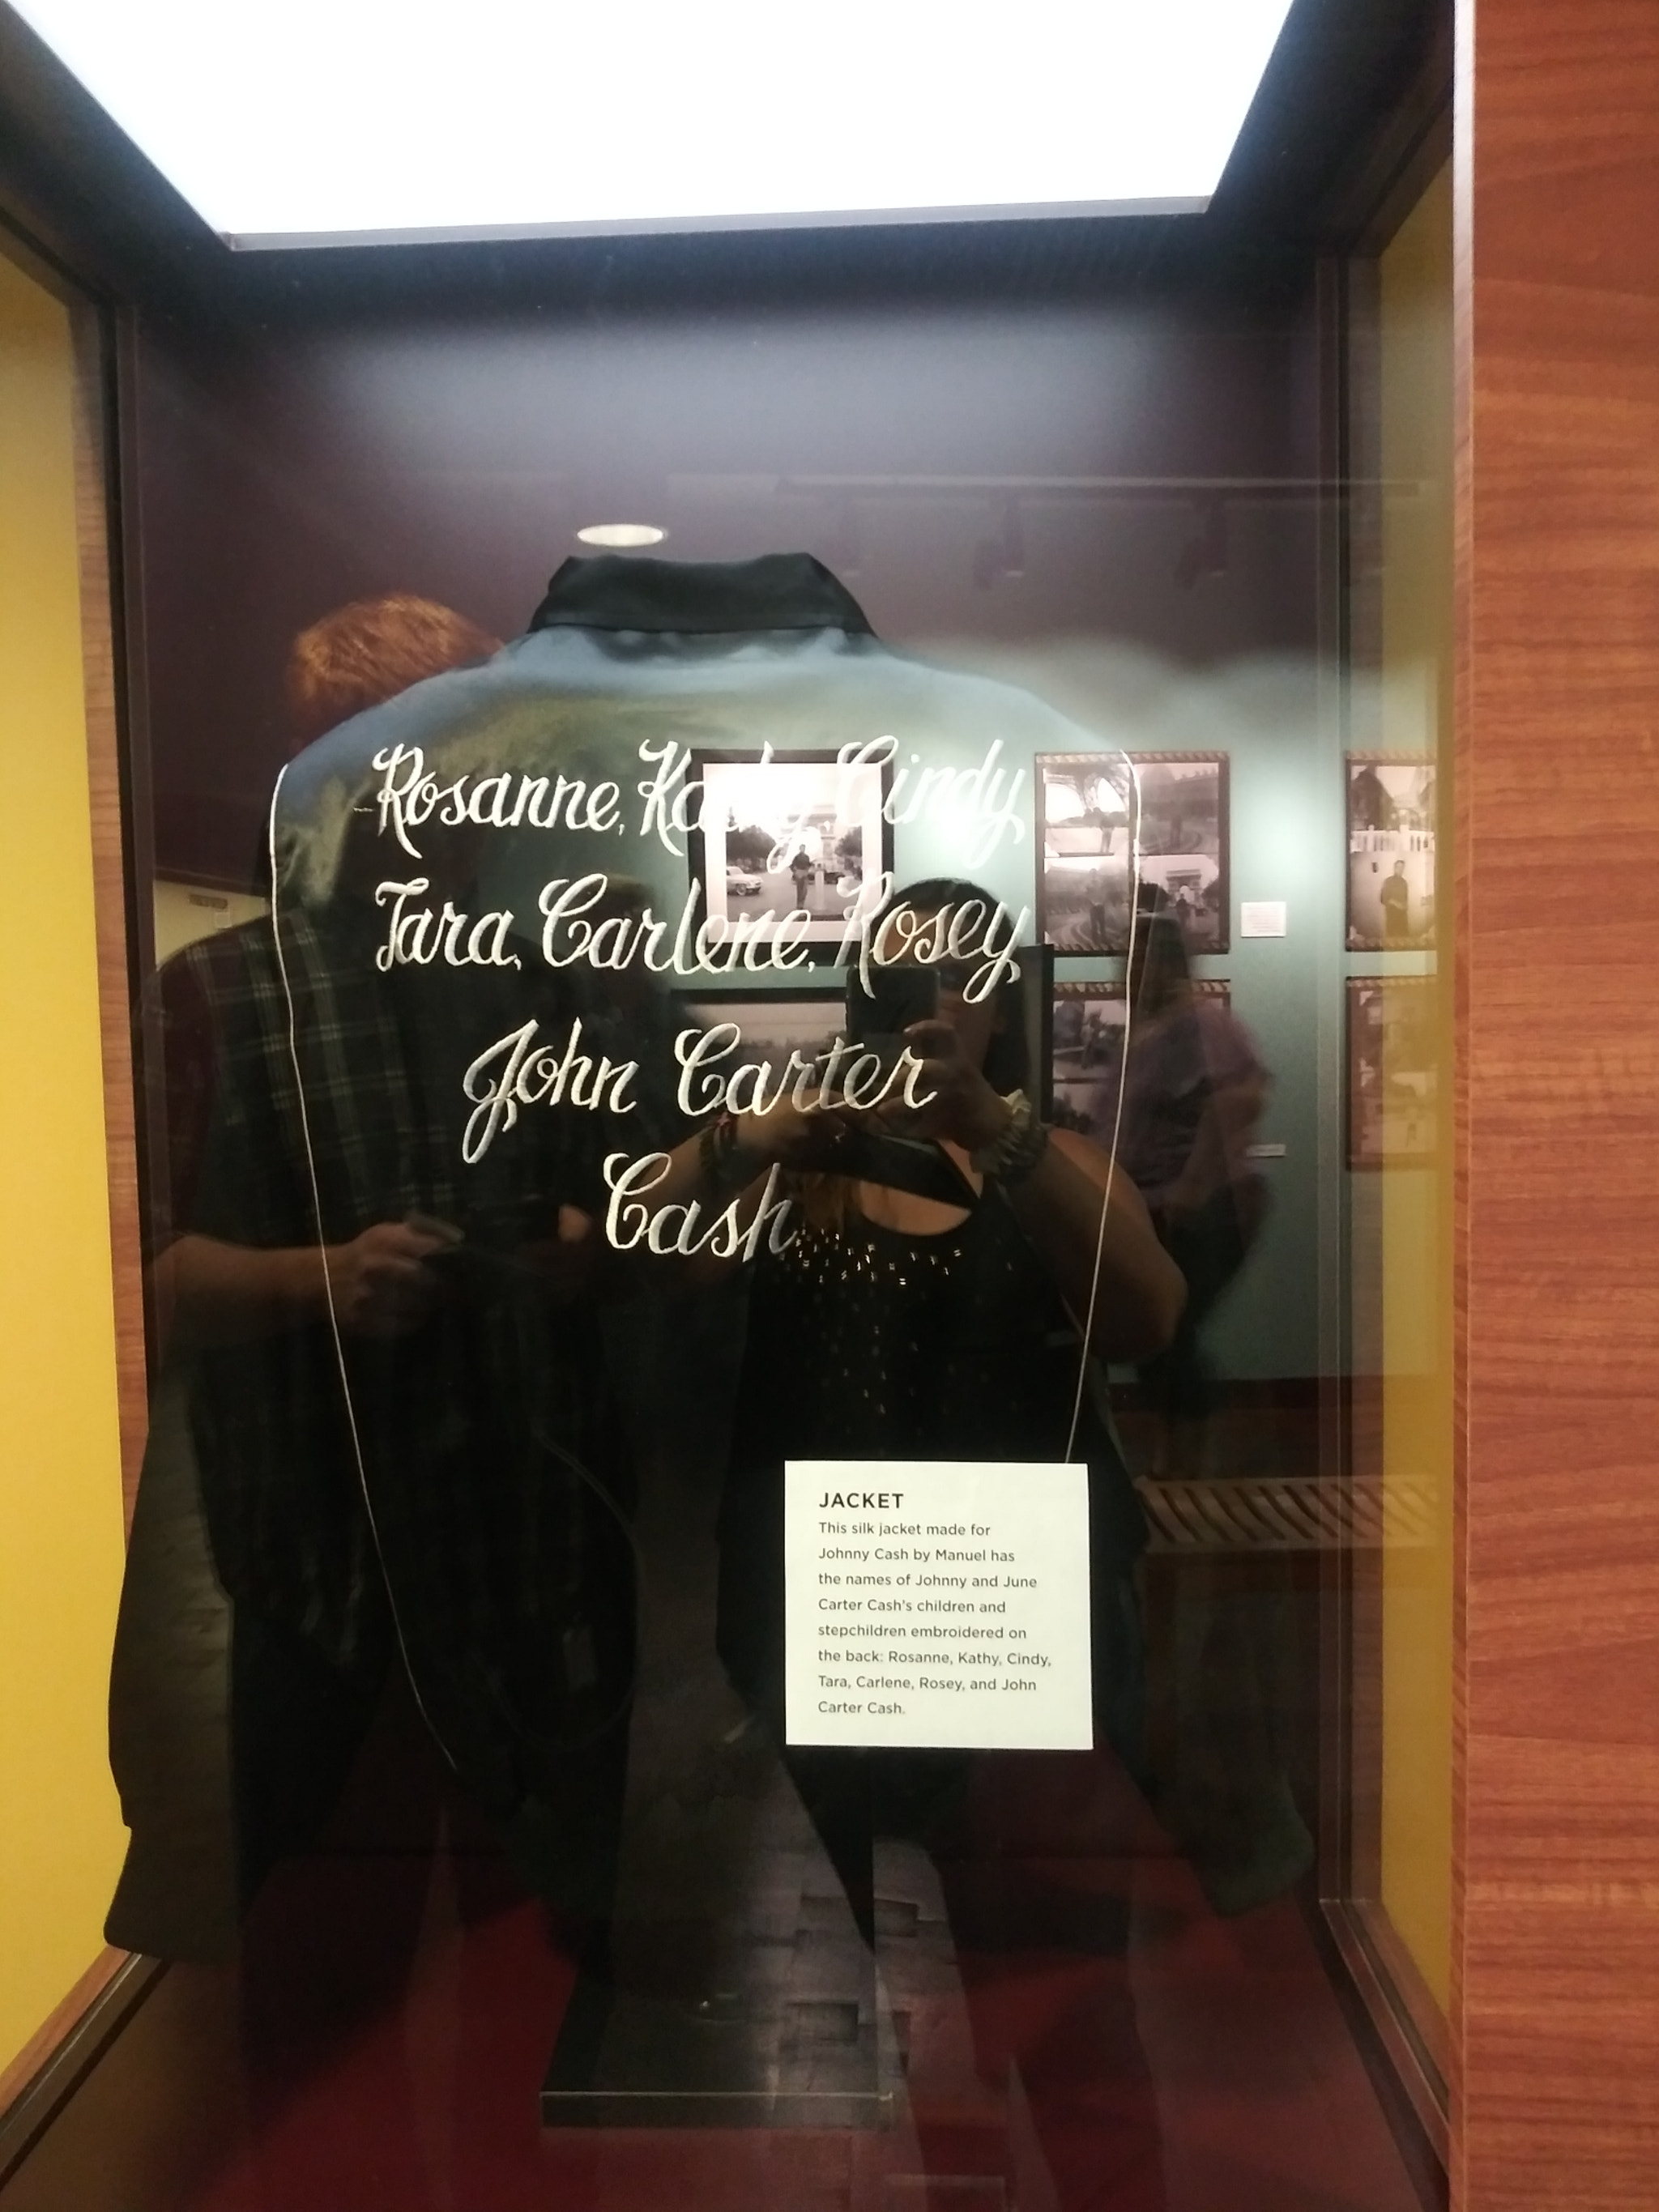 Rosanne, Kathy, Cindy
Tara, Carlene, Rosey
John Carter
Cash
JACKET
This silk jacket made for
Johnny Cash by Manuel has
the names of Johnny and June
Carter Cash's children and
stepchildren embroidered on
the back: Rosanne, Kathy, Cindy,
Tara, Carlene, Rosey, and John
Carter Cash.